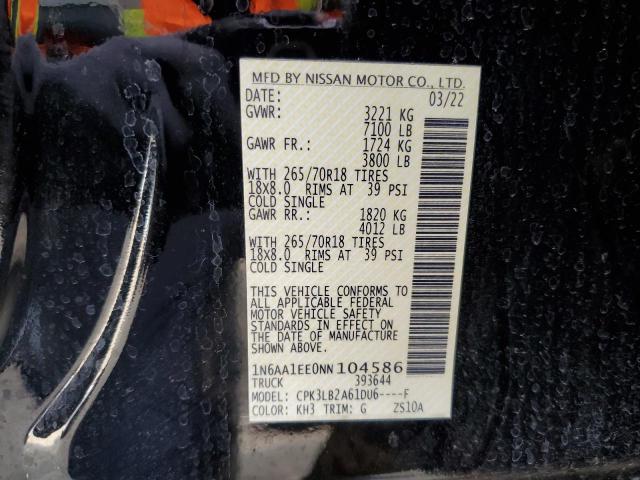 MFD BY NISSAN MOTOR CO., LTD.
DATE: 03/22
GVWR: 3221 KG
7100 LB
GAWR FR.: 1724 KG
3800 LB
WITH 265/70R18 TIRES
18X8.0 RIMS AT 39 PSI
COLD SINGLE
GAWR RR.: 1820 KG
4012 LB
WITH 265/70R18 TIRES
18X8.0 RIMS AT 39 PSI
COLD SINGLE
THIS VEHICLE CONFORMS TO
ALL APPLICABLE FEDERAL
MOTOR VEHICLE SAFETY
STANDARDS IN EFFECT ON
THE DATE OF MANUFACTURE
SHOWN ABOVE.
1N6AA1EE0NN104586
TRUCK 393644
MODEL: CPK3LB2A61DU6----F
COLOR: KH3 TRIM: G ZS10A